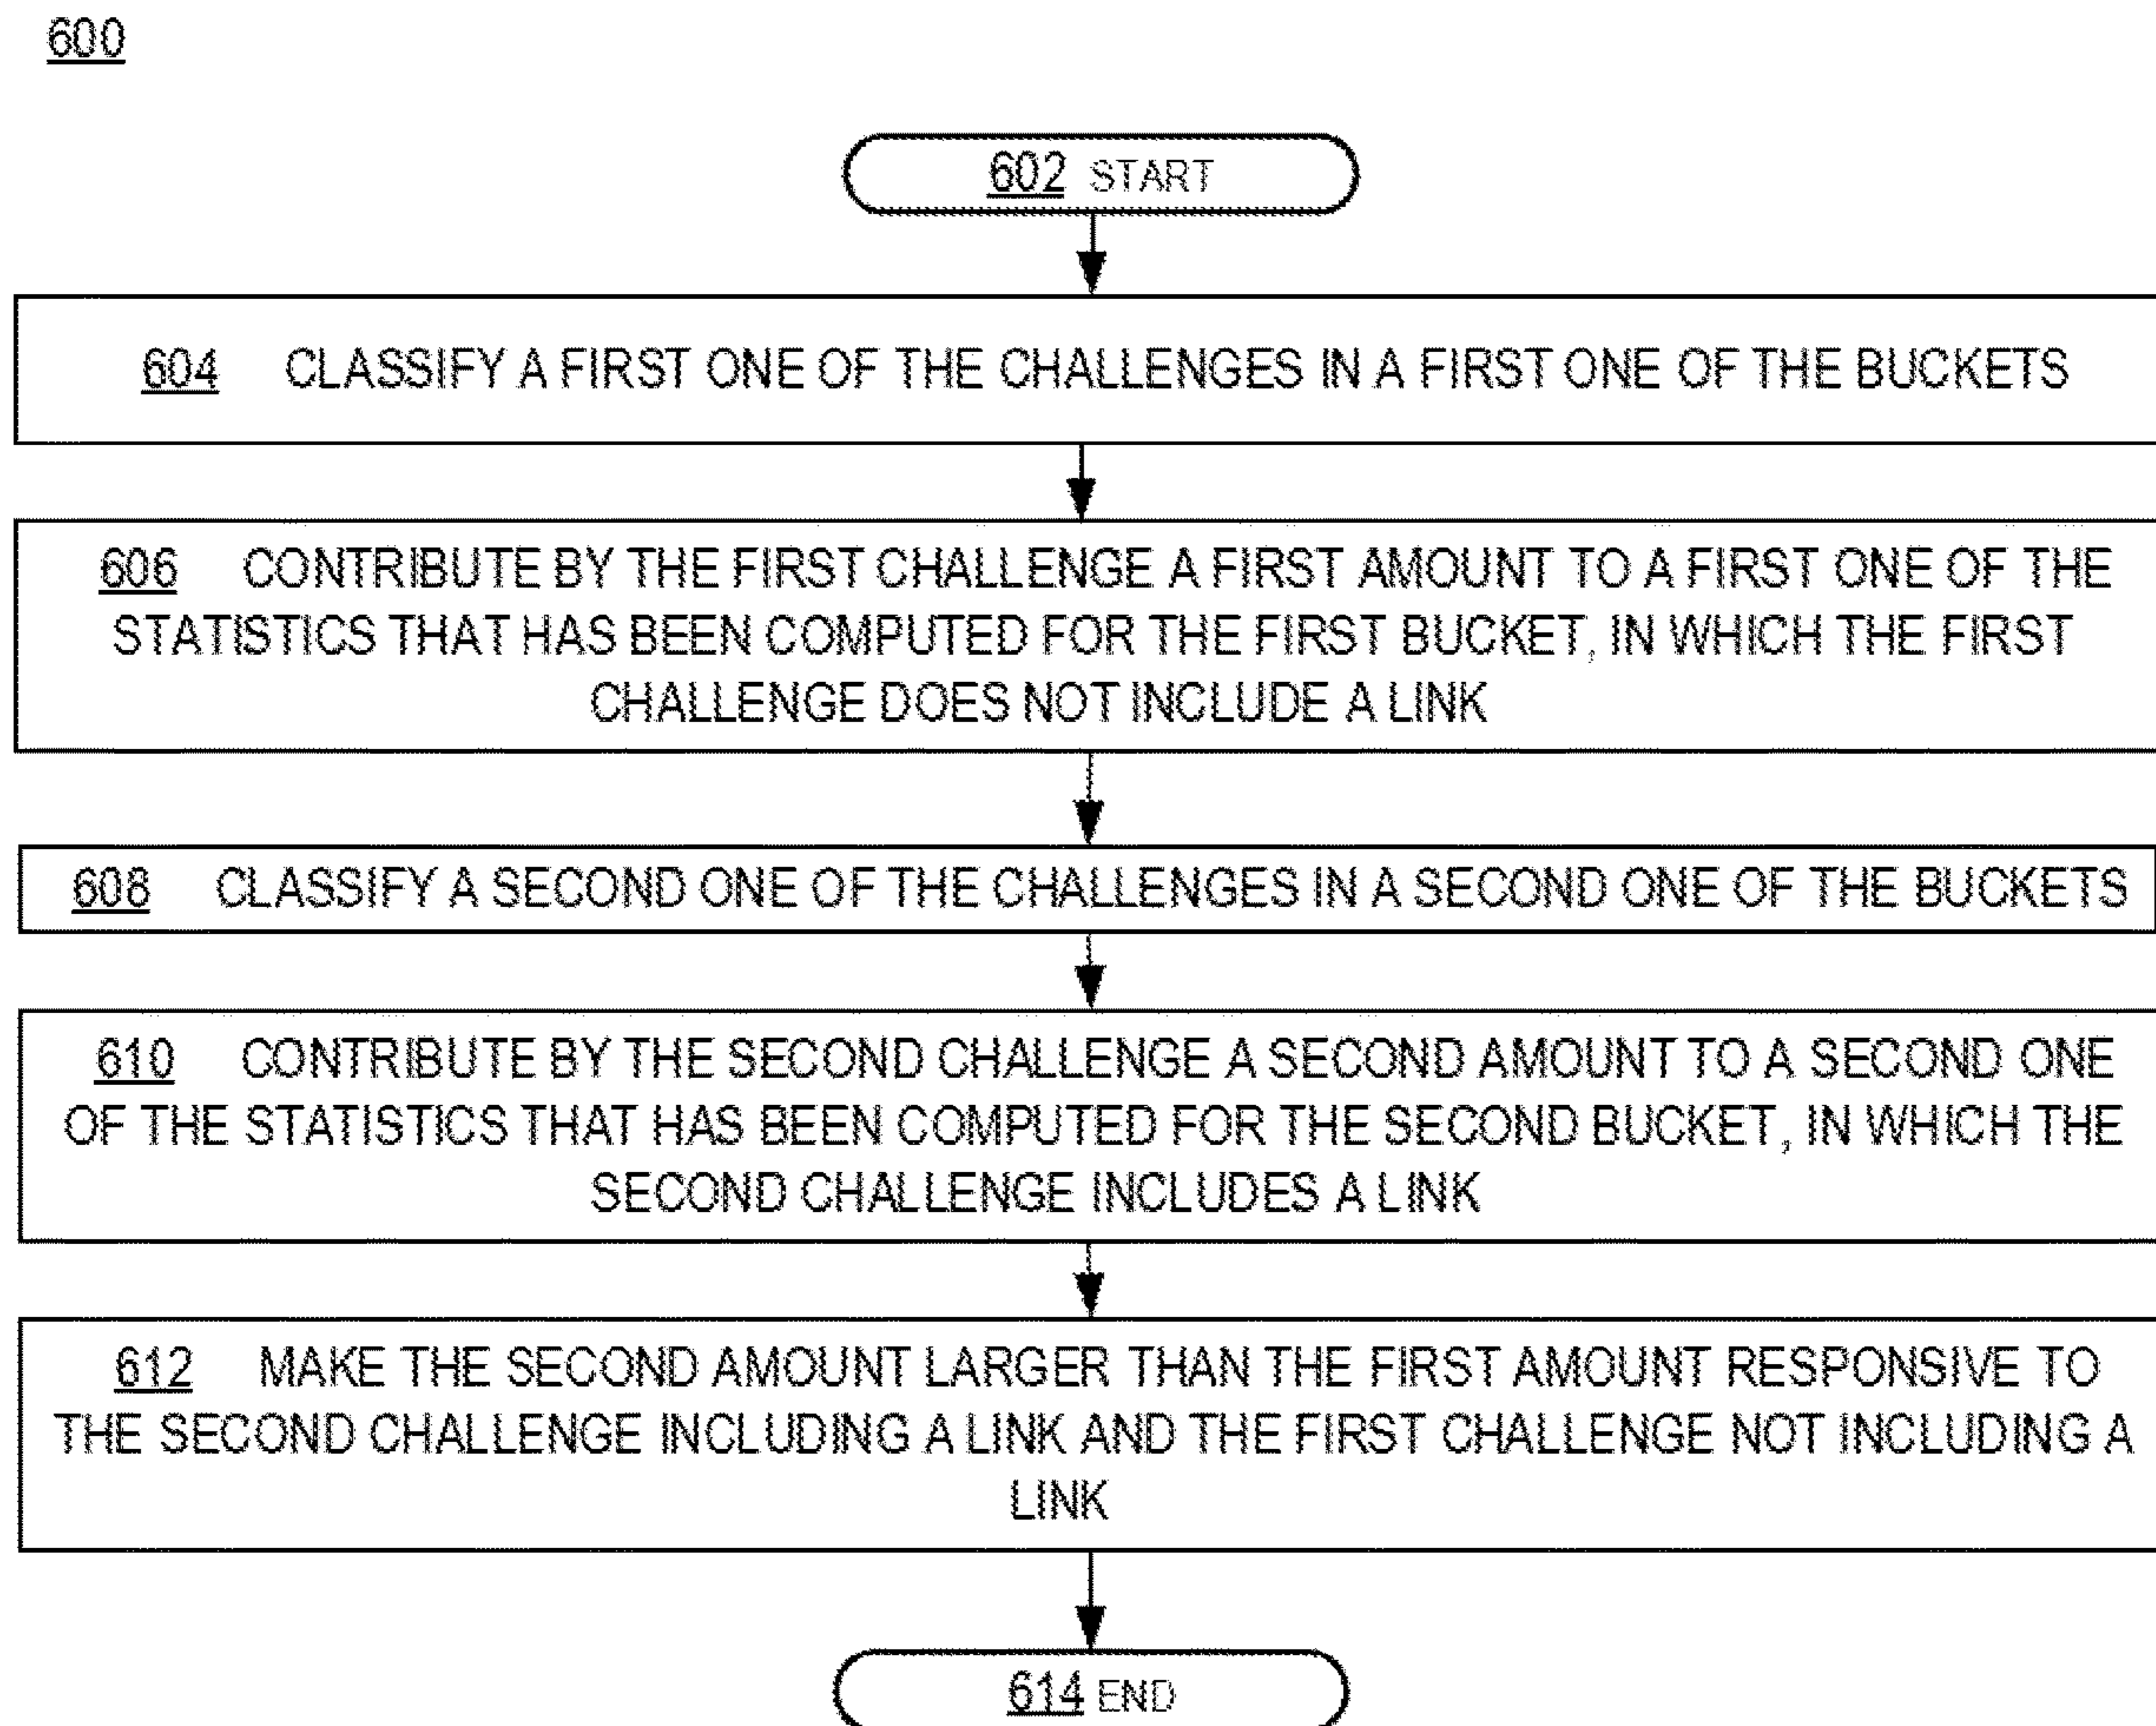 600
602 START
604 CLASSIFY A FIRST ONE OF THE CHALLENGES IN A FIRST ONE OF THE BUCKETS
606 CONTRIBUTE BY THE FIRST CHALLENGE A FIRST AMOUNT TO A FIRST ONE OF THE
STATISTICS THAT HAS BEEN COMPUTED FOR THE FIRST BUCKET, IN WHICH THE FIRST
CHALLENGE DOES NOT INCLUDE A LINK
608 CLASSIFY A SECOND ONE OF THE CHALLENGES IN A SECOND ONE OF THE BUCKETS
610 CONTRIBUTE BY THE SECOND CHALLENGE A SECOND AMOUNT TO A SECOND ONE
OF THE STATISTICS THAT HAS BEEN COMPUTED FOR THE SECOND BUCKET, IN WHICH THE
SECOND CHALLENGE INCLUDES A LINK
612 MAKE THE SECOND AMOUNT LARGER THAN THE FIRST AMOUNT RESPONSIVE TO
THE SECOND CHALLENGE INCLUDING A LINK AND THE FIRST CHALLENGE NOT INCLUDING A
LINK
614 END